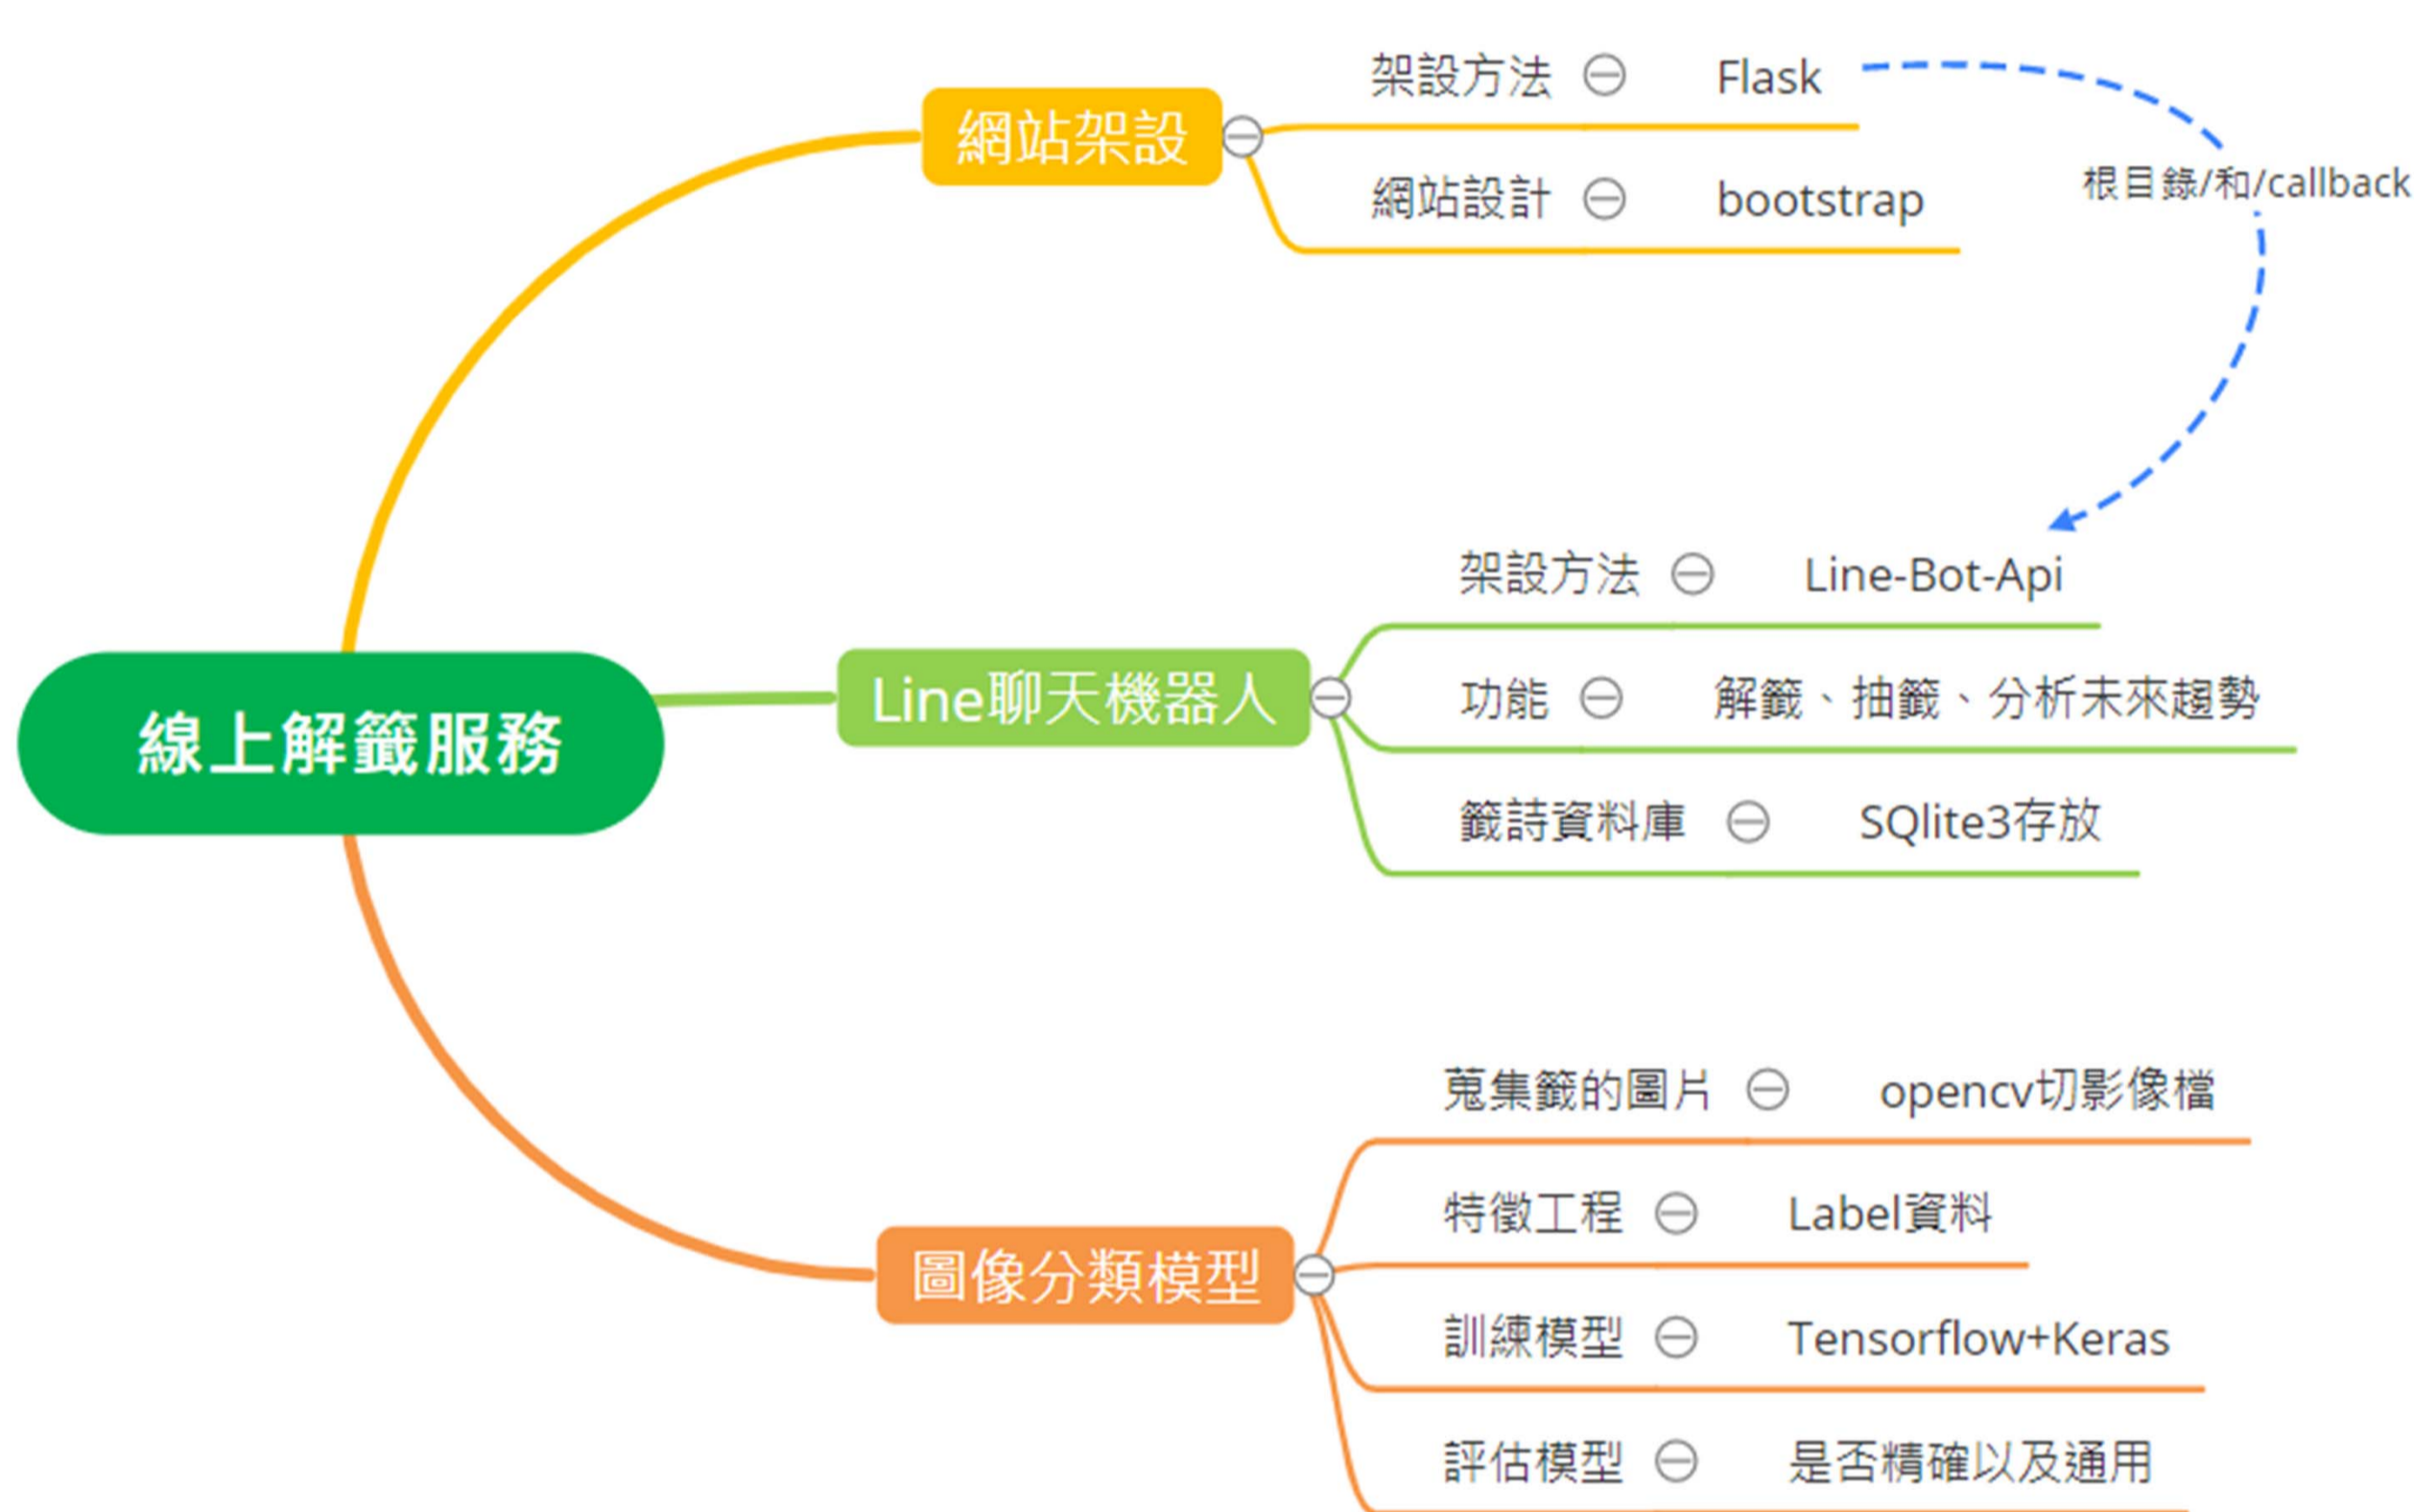 線上解籤服務
網站架設
架設方法 Flask
網站設計 bootstrap
根目錄/和/callback
Line聊天機器人
架設方法 Line-Bot-Api
功能 解籤、抽籤、分析未來趨勢
籤詩資料庫 SQlite3存放
圖像分類模型
蒐集籤的圖片 opencv切影像檔
特徵工程 Label資料
訓練模型 Tensorflow+Keras
評估模型 是否精確以及通用